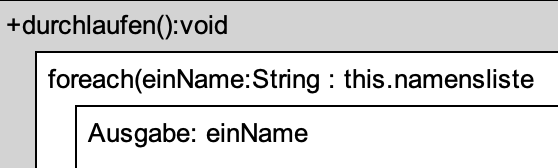 +durchlaufen():void
foreach(einName:String : this.namensliste
Ausgabe: einName